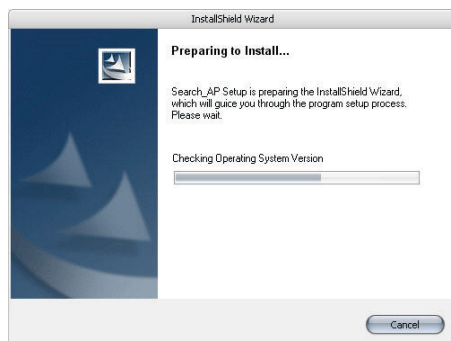 InstallShield Wizard
Preparing to Install...
Search_AP Setup is preparing the InstallShield Wizard,
which will guice you through the program setup process.
Please wait.
Checking Operating System Version
Cancel